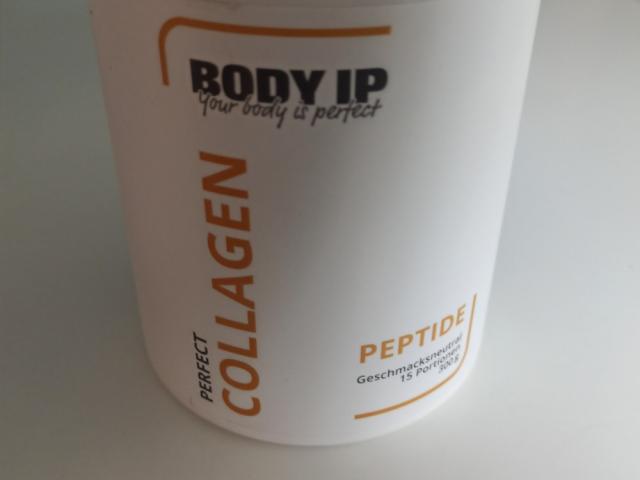 BODY IP
Your body is perfect
PERFECT
COLLAGEN
PEPTIDE
Geschmacksneutral
15 Portionen
300g